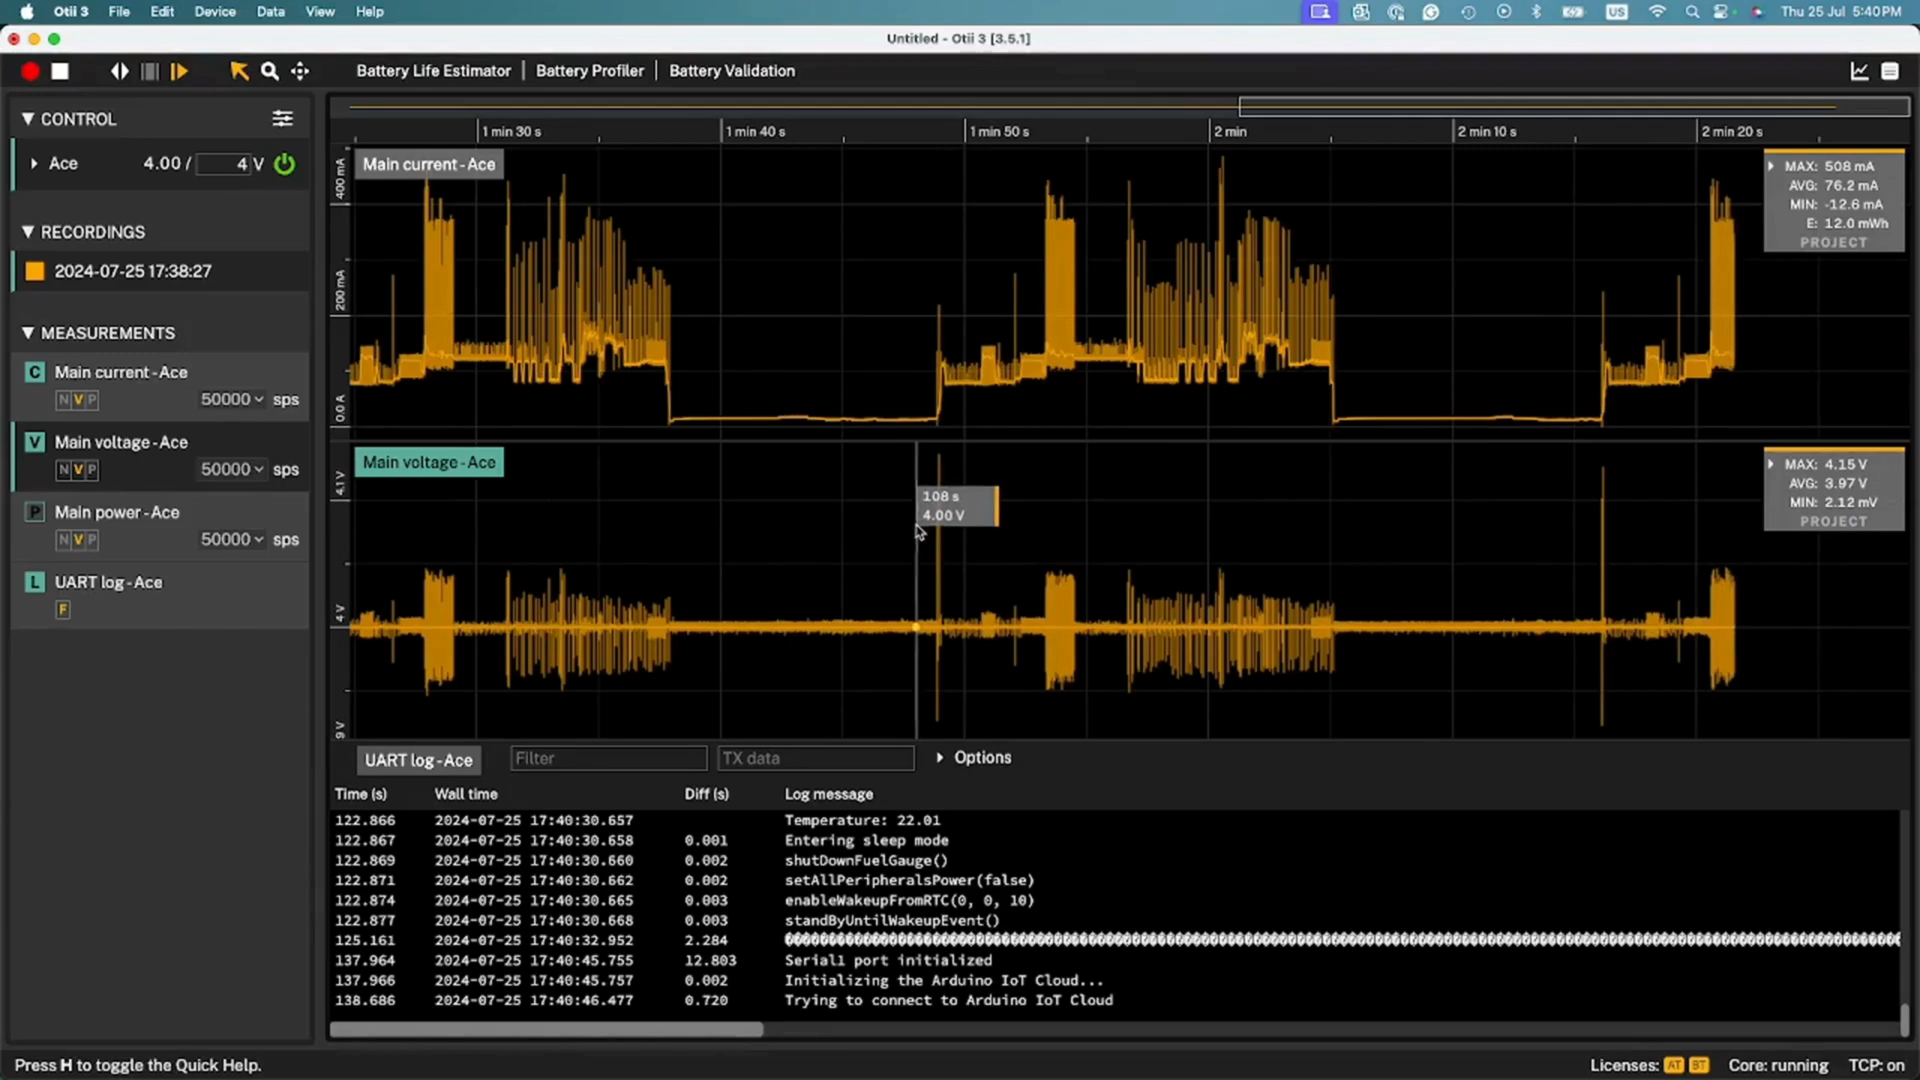 Otii 3 File Edit Device Data View Help US Thu 25 Jul 5:40PM
Untitled - Otii 3 [3.5.1]
Battery Life Estimator | Battery Profiler | Battery Validation
CONTROL
Ace 4.00 / 4 V
RECORDINGS
2024-07-25 17:38:27
MEASUREMENTS
C Main current - Ace
N V P 50000 sps
V Main voltage - Ace
N V P 50000 sps
P Main power - Ace
N V P 50000 sps
L UART log - Ace
F
1 min 30 s 1 min 40 s 1 min 50 s 2 min 2 min 10 s 2 min 20 s
Main current - Ace
400 mA
200 mA
0.0 A
MAX: 508 mA
AVG: 76.2 mA
MIN: -12.6 mA
E: 12.0 mWh
PROJECT
Main voltage - Ace
4.1 V
4 V
9 V
108 s
4.00 V
MAX: 4.15 V
AVG: 3.97 V
MIN: 2.12 mV
PROJECT
UART log - Ace Filter TX data Options
Time (s) Wall time Diff (s) Log message
122.866 2024-07-25 17:40:30.657 Temperature: 22.01
122.867 2024-07-25 17:40:30.658 0.001 Entering sleep mode
122.869 2024-07-25 17:40:30.660 0.002 shutDownFuelGauge()
122.871 2024-07-25 17:40:30.662 0.002 setAllPeripheralsPower(false)
122.874 2024-07-25 17:40:30.665 0.003 enableWakeupFromRTC(0, 0, 10)
122.877 2024-07-25 17:40:30.668 0.003 standByUntilWakeupEvent()
125.161 2024-07-25 17:40:32.952 2.284
137.964 2024-07-25 17:40:45.755 12.803 Serial1 port initialized
137.966 2024-07-25 17:40:45.757 0.002 Initializing the Arduino IoT Cloud...
138.686 2024-07-25 17:40:46.477 0.720 Trying to connect to Arduino IoT Cloud
Press H to toggle the Quick Help. Licenses: AT BT Core: running TCP: on